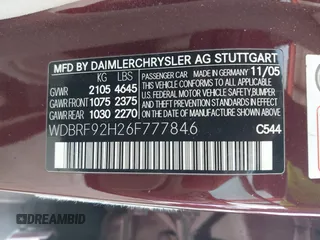 MFD BY DAIMLERCHRYSLER AG STUTTGART
KG LBS MADE IN GERMANY 11/05
GVWR 2105 4645 THIS VEHICLE CONFORMS TO ALL APPLICABLE
GAWR FRONT 1075 2375 U.S. FEDERAL MOTOR VEHICLE SAFETY, BUMPER,
GAWR REAR 1030 2270 AND THEFT PREVENTION STANDARDS IN EFFECT
ON THE DATE OF MANUFACTURE SHOWN ABOVE.
WDBRF92H26F777846 C544
DREAMBID